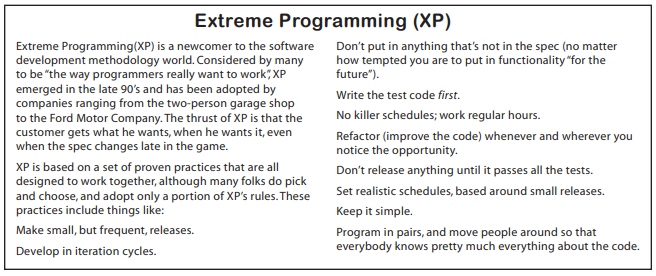 Extreme Programming (XP)
Extreme Programming(XP) is a newcomer to the software
development methodology world. Considered by many
to be “the way programmers really want to work”, XP
emerged in the late 90’s and has been adopted by
companies ranging from the two-person garage shop
to the Ford Motor Company. The thrust of XP is that the
customer gets what he wants, when he wants it, even
when the spec changes late in the game.
XP is based on a set of proven practices that are all
designed to work together, although many folks do pick
and choose, and adopt only a portion of XP’s rules. These
practices include things like:
Make small, but frequent, releases.
Develop in iteration cycles.
Don’t put in anything that’s not in the spec (no matter
how tempted you are to put in functionality “for the
future”).
Write the test code first.
No killer schedules; work regular hours.
Refactor (improve the code) whenever and wherever you
notice the opportunity.
Don’t release anything until it passes all the tests.
Set realistic schedules, based around small releases.
Keep it simple.
Program in pairs, and move people around so that
everybody knows pretty much everything about the code.